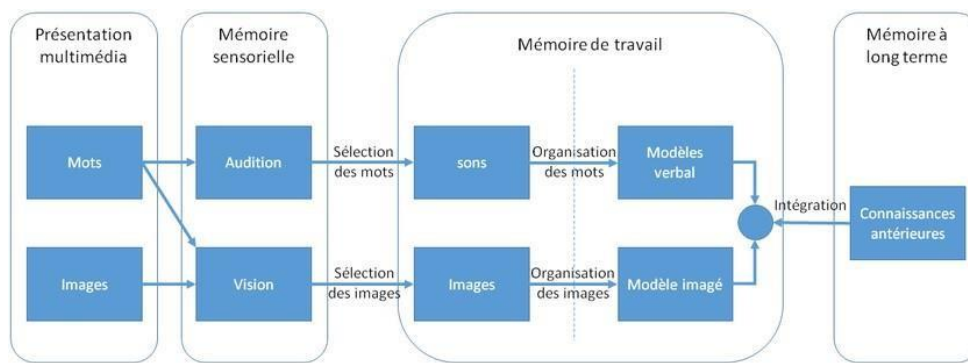 Présentation
multimédia
Mémoire
sensorielle
Mémoire de travail
Mémoire à
long terme
Mots
Audition
Sélection
des mots
sons
Organisation
des mots
Modèles
verbal
Intégration
Connaissances
antérieures
Images
Vision
Sélection
des images
Images
Organisation
des images
Modèle imagé